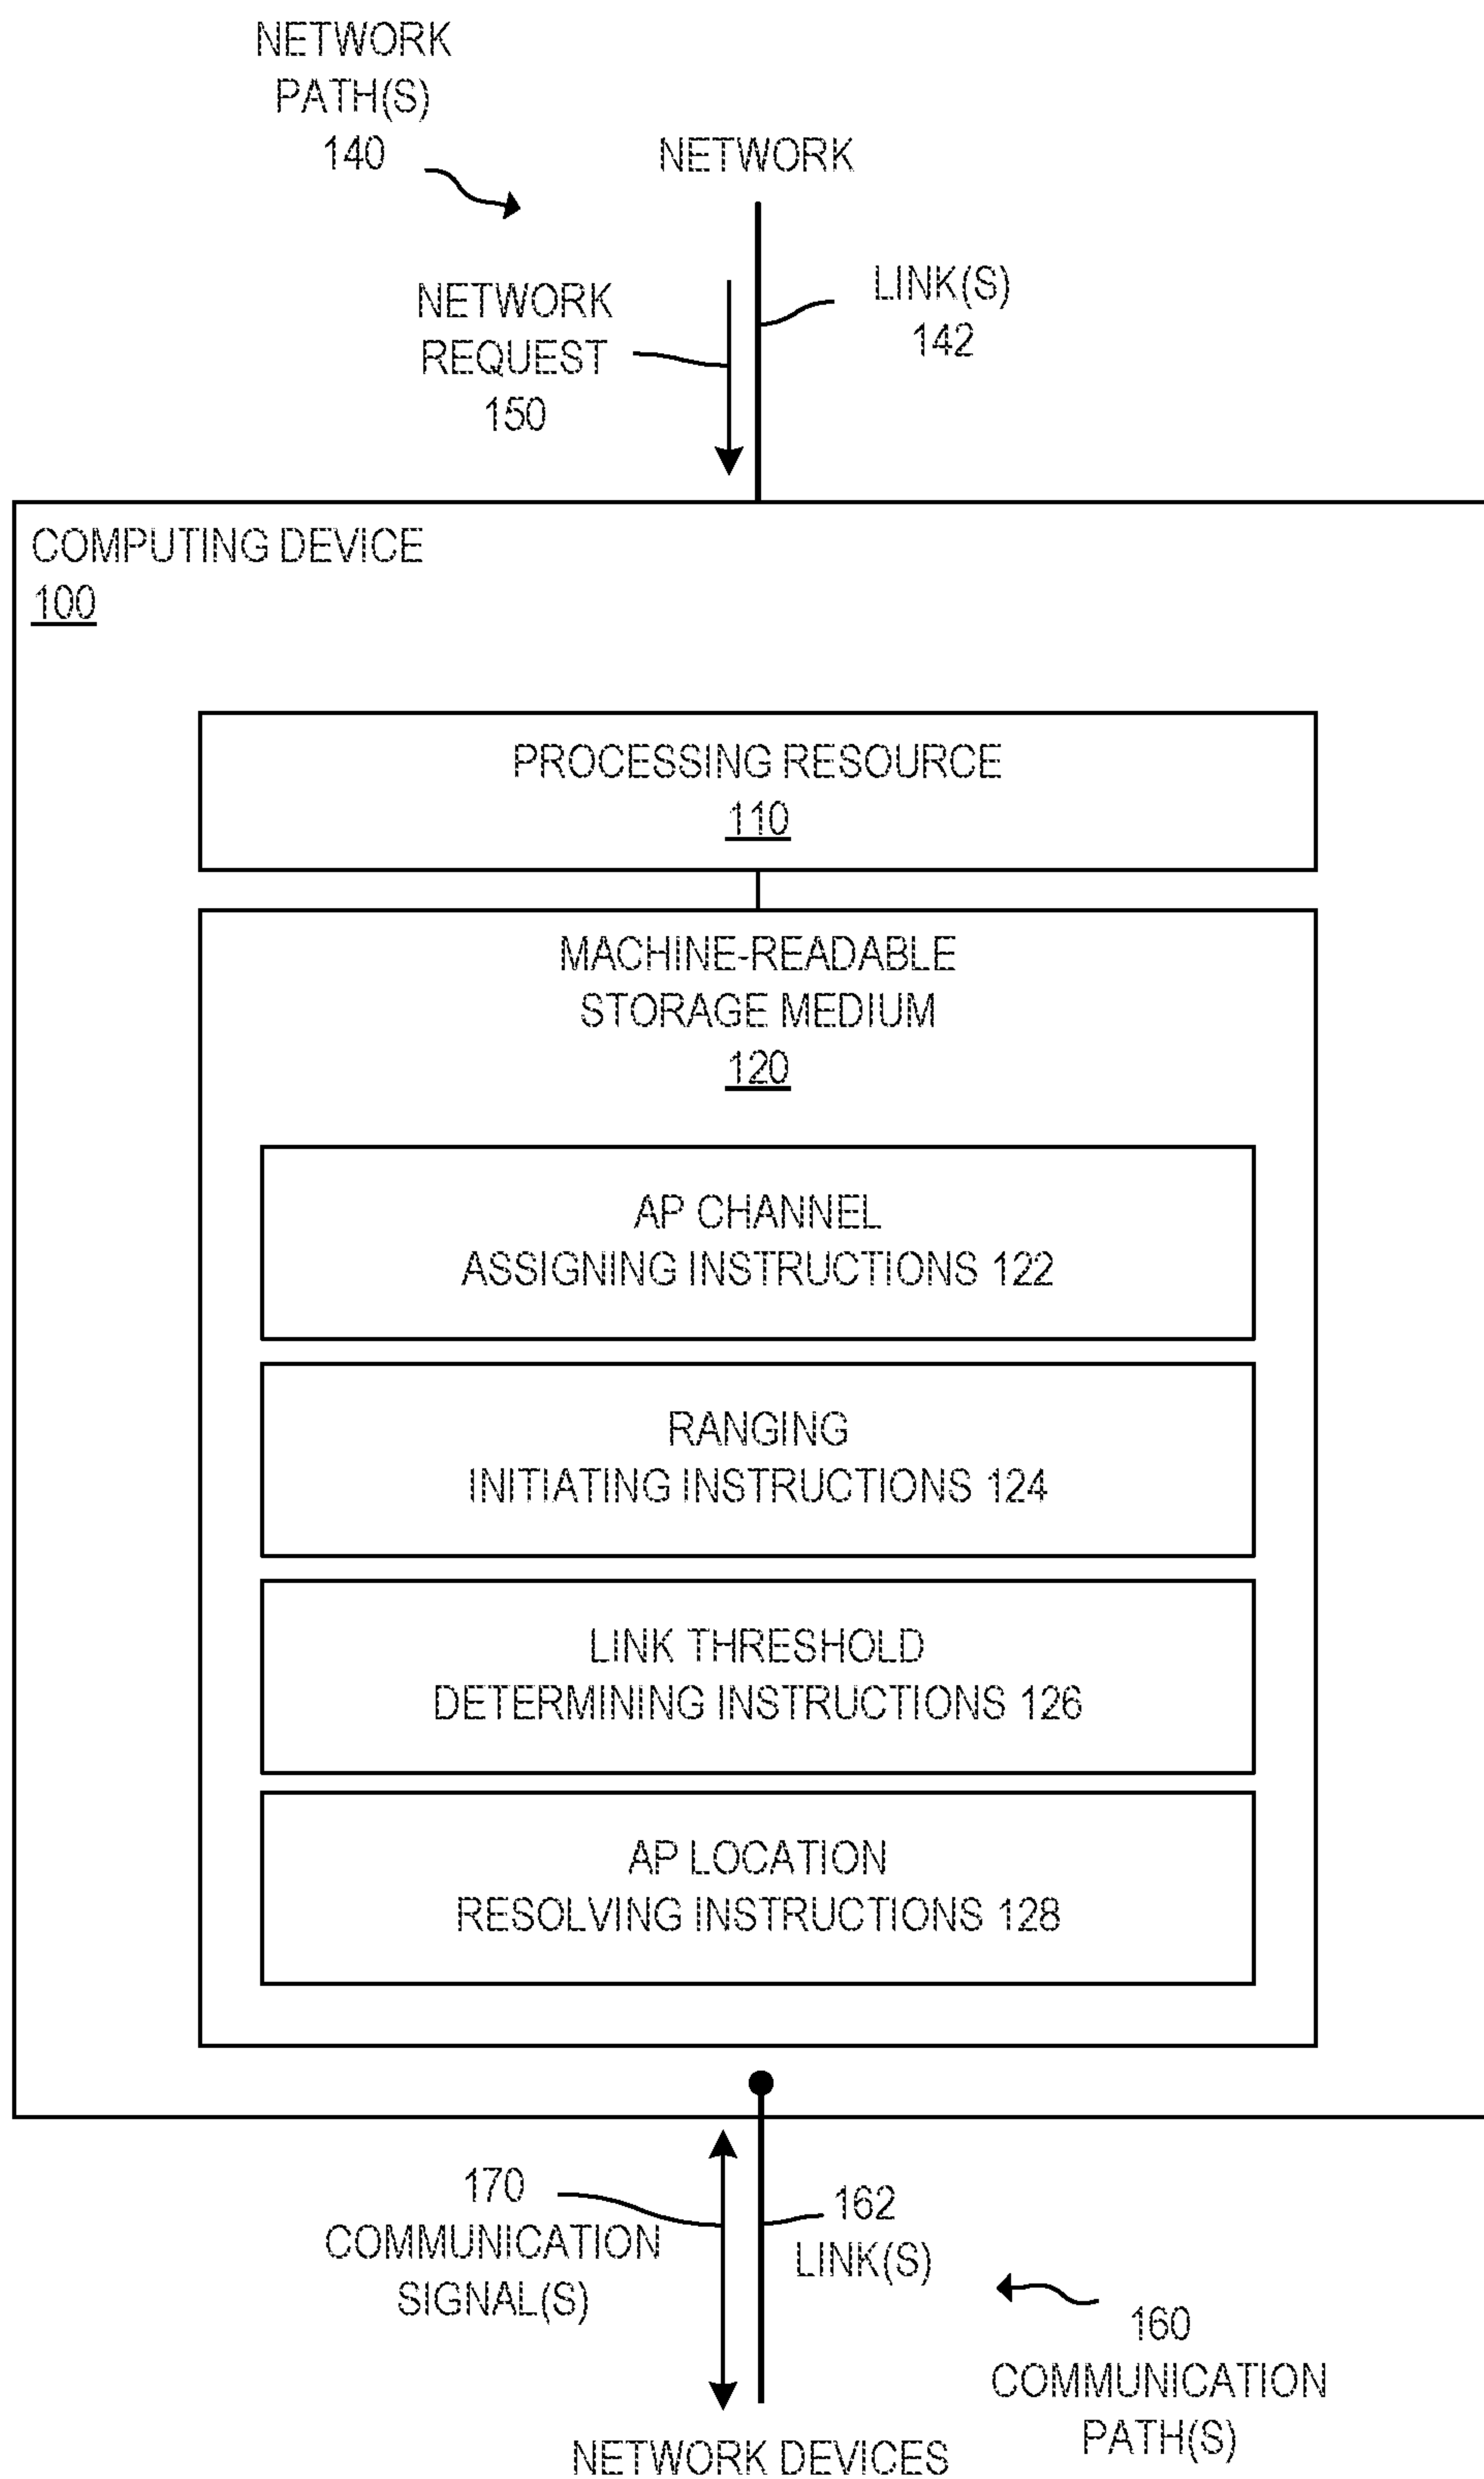 NETWORK
PATH(S)
140
NETWORK
NETWORK
REQUEST
150
LINK(S)
142
COMPUTING DEVICE
100
PROCESSING RESOURCE
110
MACHINE-READABLE
STORAGE MEDIUM
120
AP CHANNEL
ASSIGNING INSTRUCTIONS 122
RANGING
INITIATING INSTRUCTIONS 124
LINK THRESHOLD
DETERMINING INSTRUCTIONS 126
AP LOCATION
RESOLVING INSTRUCTIONS 128
170
COMMUNICATION
SIGNAL(S)
162
LINK(S)
160
COMMUNICATION
PATH(S)
NETWORK DEVICES